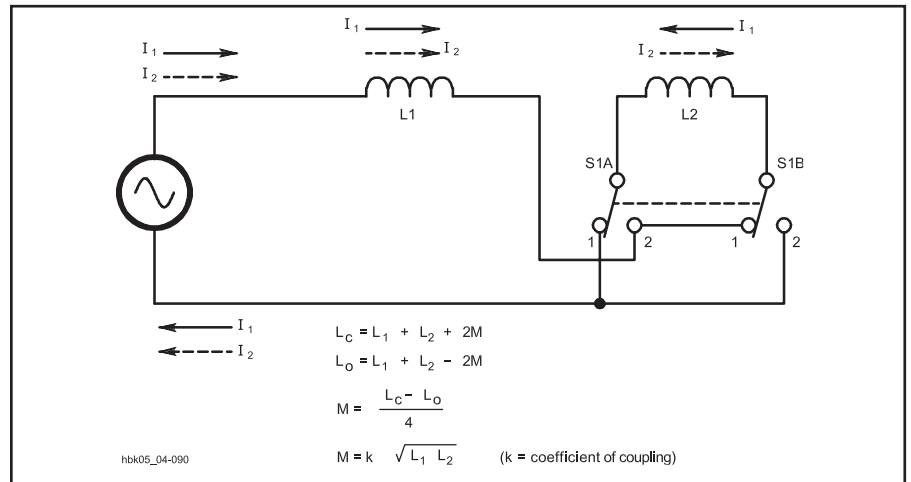 I1 I1 I1
I2 I2 I2
L1 L2
S1A S1B
1 2 1 2
I1
I2
Lc = L1 + L2 + 2M
Lo = L1 + L2 − 2M
M = Lc − Lo / 4
M = k √L1 L2 (k = coefficient of coupling)
hbk05_04-090